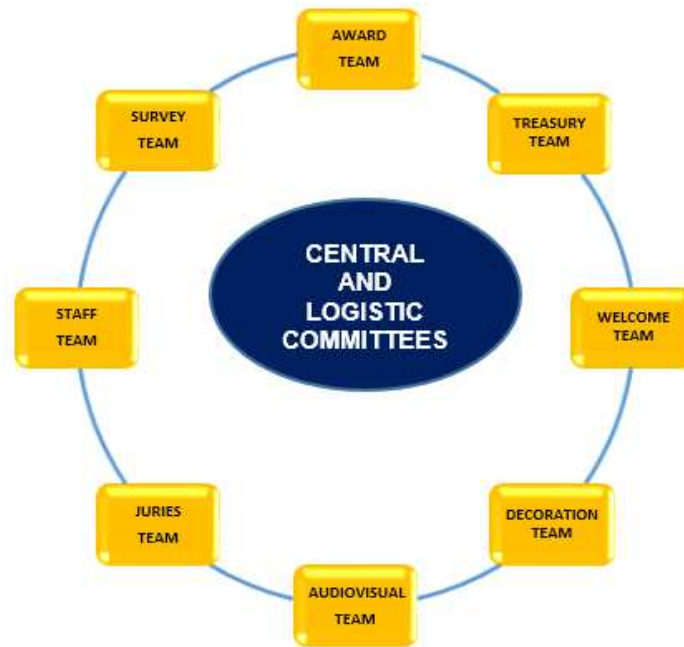 AWARD
TEAM
TREASURY
TEAM
WELCOME
TEAM
DECORATION
TEAM
AUDIOVISUAL
TEAM
JURIES
TEAM
STAFF
TEAM
SURVEY
TEAM
CENTRAL
AND
LOGISTIC
COMMITTEES